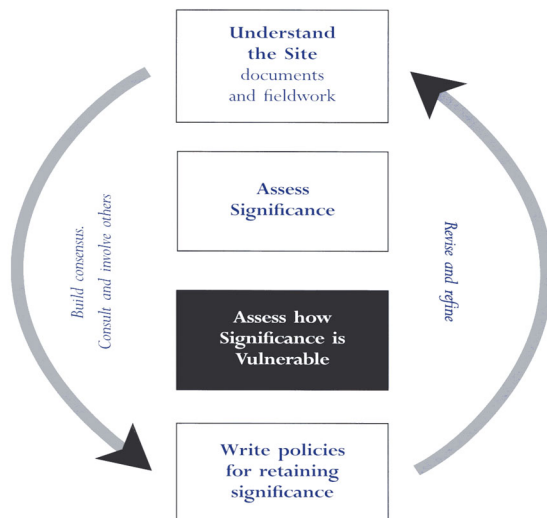 Understand
the Site
documents
and fieldwork
Assess
Significance
Build consensus.
Consult and involve others
Revise and refine
Assess how
Significance is
Vulnerable
Write policies
for retaining
significance